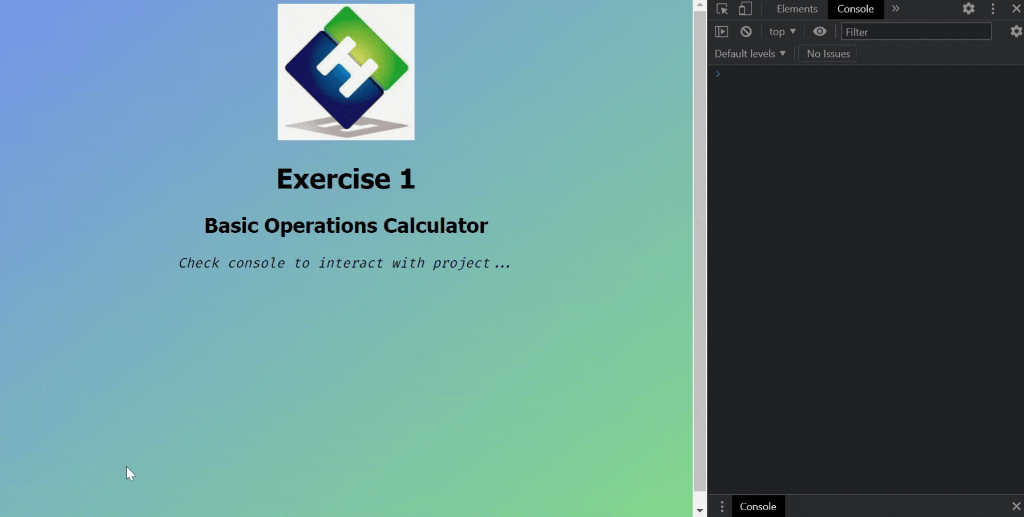 H
Exercise 1
Basic Operations Calculator
Check console to interact with project...
Elements
Console
top
Filter
Default levels
No Issues
Console